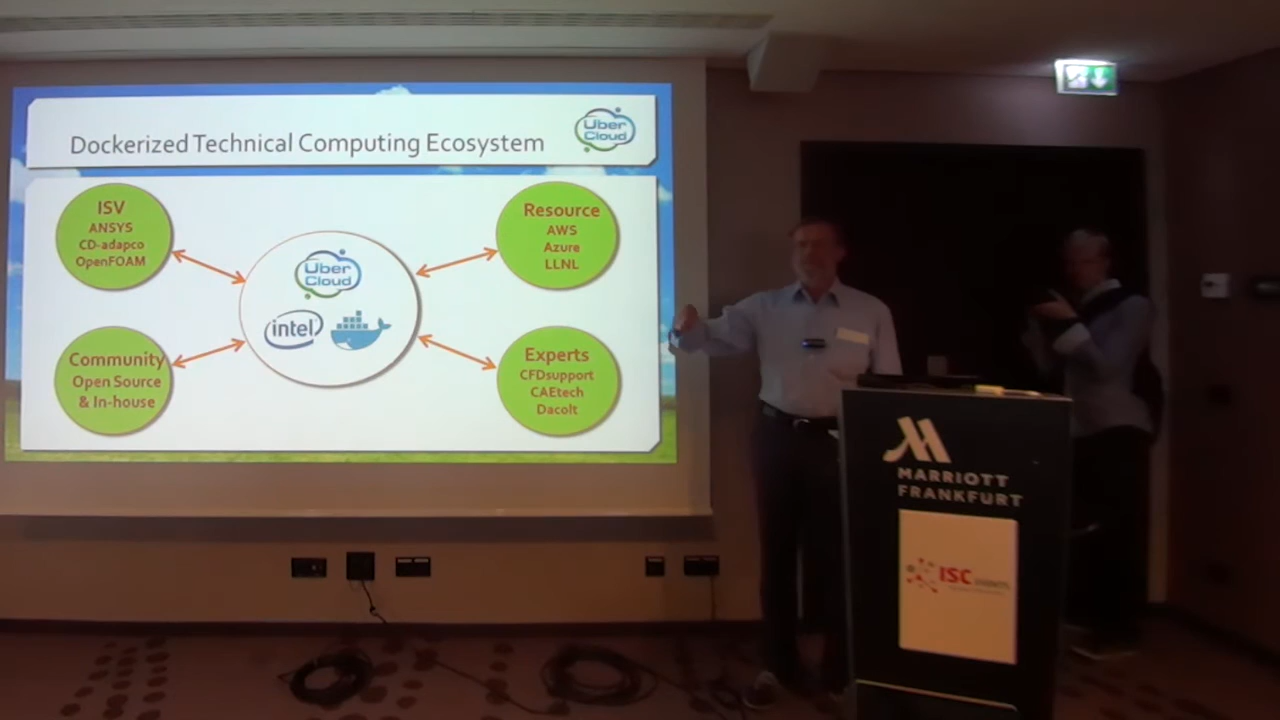 Dockerized Technical Computing Ecosystem
Uber
Cloud
ISV
ANSYS
CD-adapco
OpenFOAM
Resource
AWS
Azure
LLNL
Uber
Cloud
intel
Community
Open Source
& In-house
Experts
CFDsupport
CAEtech
Dacolt
MARRIOTT
FRANKFURT
ISC